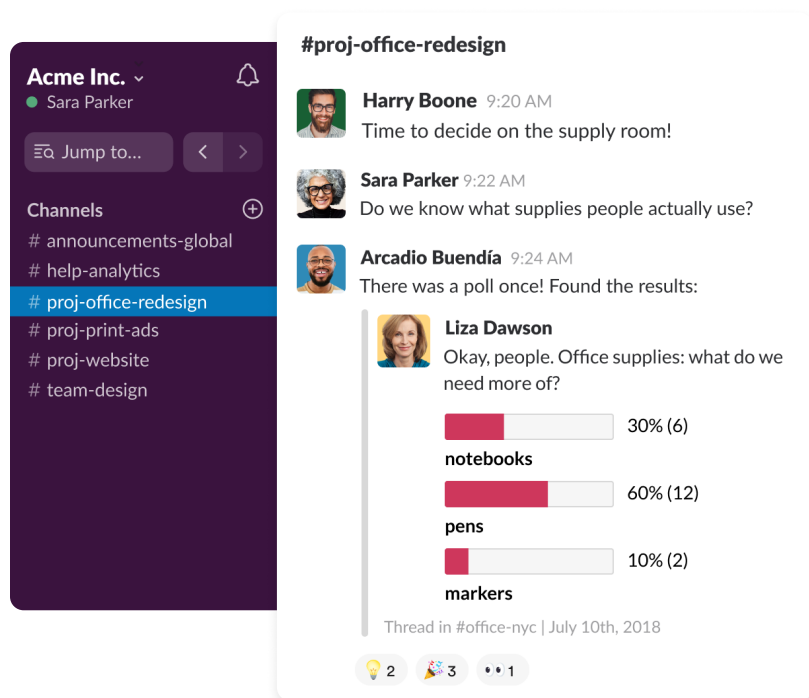 Acme Inc.
Sara Parker
Jump to...
Channels
# announcements-global
# help-analytics
# proj-office-redesign
# proj-print-ads
# proj-website
# team-design
#proj-office-redesign
Harry Boone 9:20 AM
Time to decide on the supply room!
Sara Parker 9:22 AM
Do we know what supplies people actually use?
Arcadio Buendía 9:24 AM
There was a poll once! Found the results:
Liza Dawson
Okay, people. Office supplies: what do we
need more of?
30% (6)
notebooks
60% (12)
pens
10% (2)
markers
Thread in #office-nyc | July 10th, 2018
2 3 1